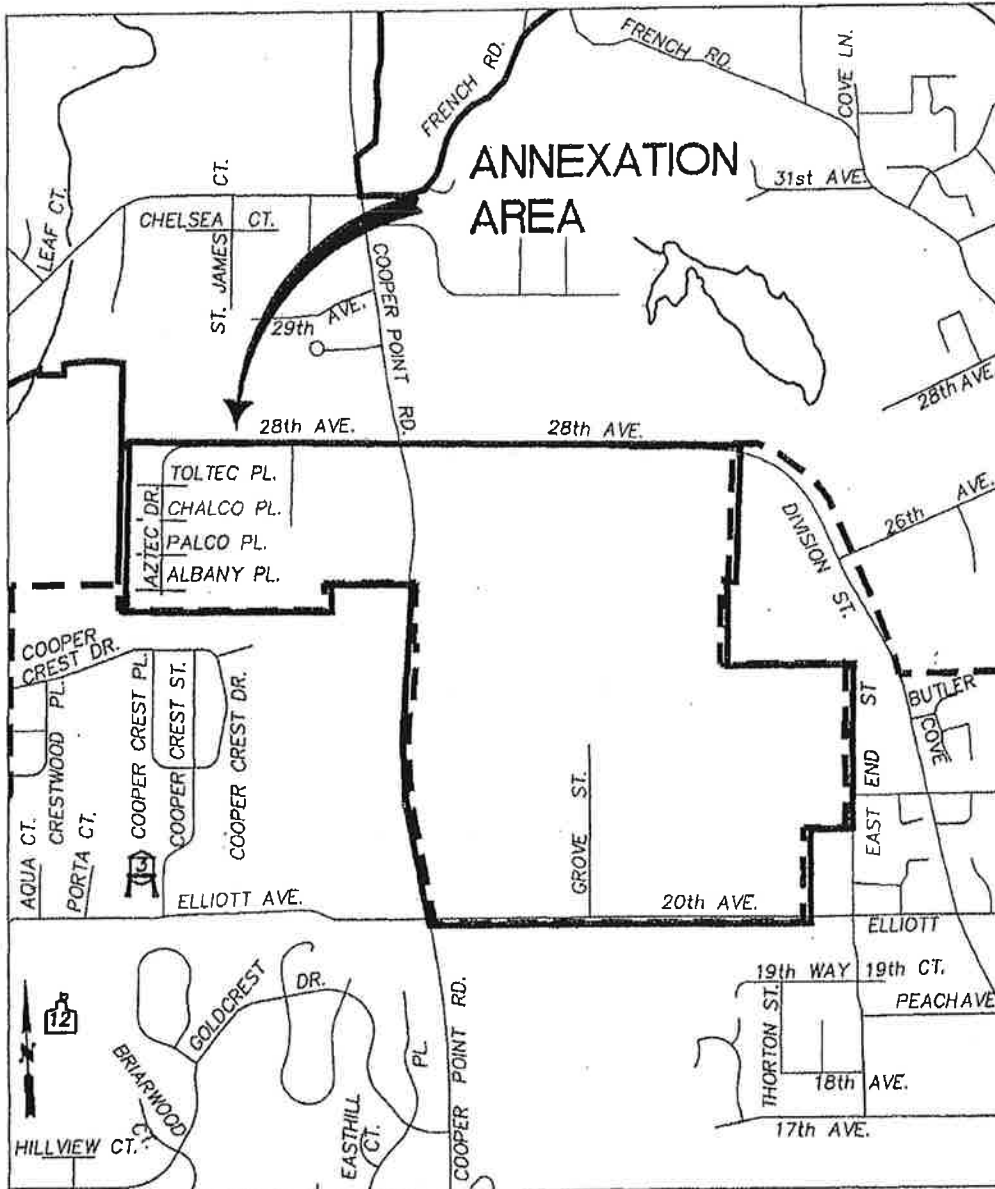 FRENCH RD.
FRENCH RD.
COVE LN.
ANNEXATION
AREA
31st AVE.
LEAF CT.
CHELSEA CT.
ST. JAMES CT.
29th AVE.
COOPER POINT RD.
28th AVE.
28th AVE.
28th AVE.
TOLTEC PL.
CHALCO PL.
PALCO PL.
ALBANY PL.
AZTEC DR.
DIVISION ST.
26th AVE.
COOPER
CREST DR.
CRESTWOOD PL.
COOPER CREST PL.
COOPER CREST ST.
COOPER CREST DR.
BUTLER
COVE
EAST END ST
GROVE ST.
AQUA CT.
PORTA CT.
3
ELLIOTT AVE.
20th AVE.
ELLIOTT
12
N
GOLDCREST DR.
BRIARWOOD CT.
HILLVIEW CT.
EASTHILL CT.
PL.
COOPER POINT RD.
19th WAY
19th CT.
PEACH AVE
THORTON ST.
18th AVE.
17th AVE.